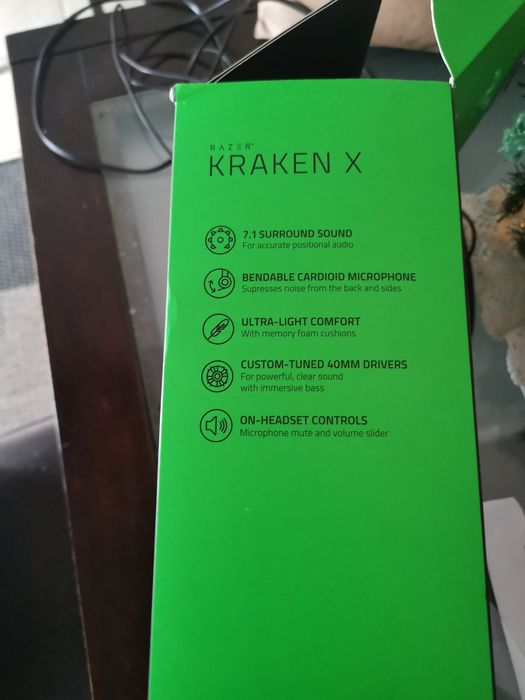 RAZER™
KRAKEN X
7.1 SURROUND SOUND
For accurate positional audio
BENDABLE CARDIOID MICROPHONE
Supresses noise from the back and sides
ULTRA-LIGHT COMFORT
With memory foam cushions
CUSTOM-TUNED 40MM DRIVERS
For powerful, clear sound
with immersive bass
ON-HEADSET CONTROLS
Microphone mute and volume slider